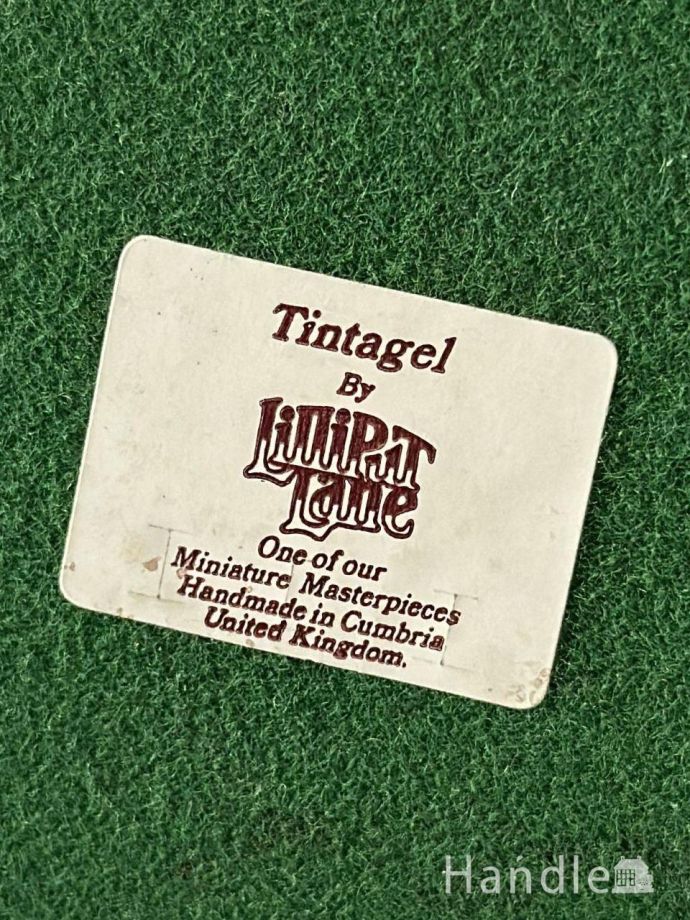 Tintagel
By
Lilliput
Lane
One of our
Miniature Masterpieces
Handmade in Cumbria
United Kingdom.
Handle